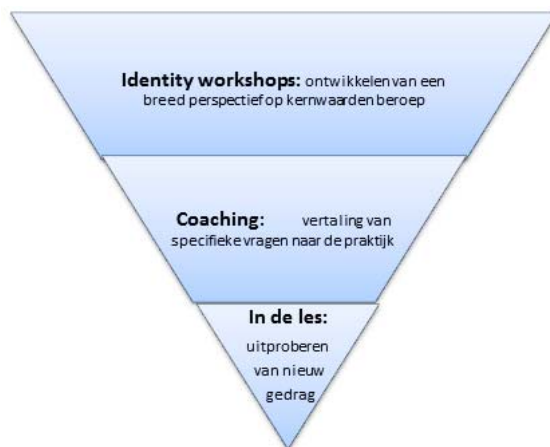 Identity workshops: ontwikkelen van een
breed perspectief op kernwaarden beroep
Coaching: vertaling van
specifieke vragen naar de praktijk
In de les:
uitproberen
van nieuw
gedrag